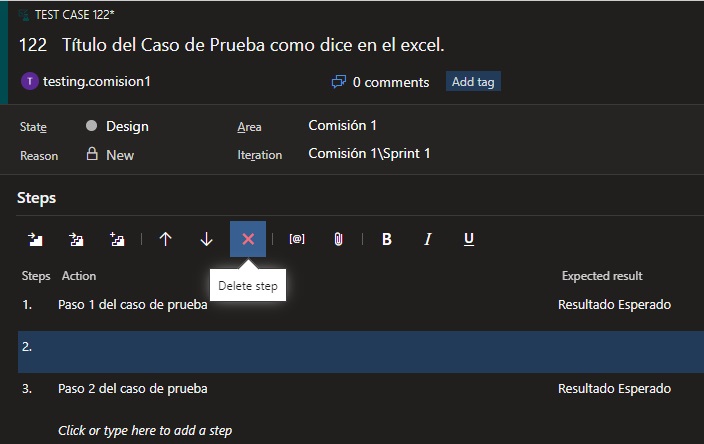 TEST CASE 122*
122 Título del Caso de Prueba como dice en el excel.
T testing.comision1 0 comments Add tag
State Design Area Comisión 1
Reason New Iteration Comisión 1\Sprint 1
Steps
[@] B I U
Delete step
Steps Action Expected result
1. Paso 1 del caso de prueba Resultado Esperado
2.
3. Paso 2 del caso de prueba Resultado Esperado
Click or type here to add a step